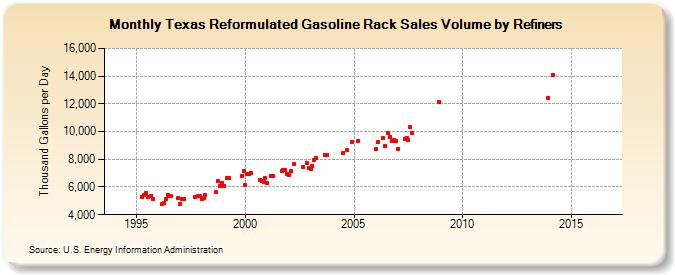 Monthly Texas Reformulated Gasoline Rack Sales Volume by Refiners
Thousand Gallons per Day
16,000
14,000
12,000
10,000
8,000
6,000
4,000
1995 2000 2005 2010 2015
Source: U.S. Energy Information Administration